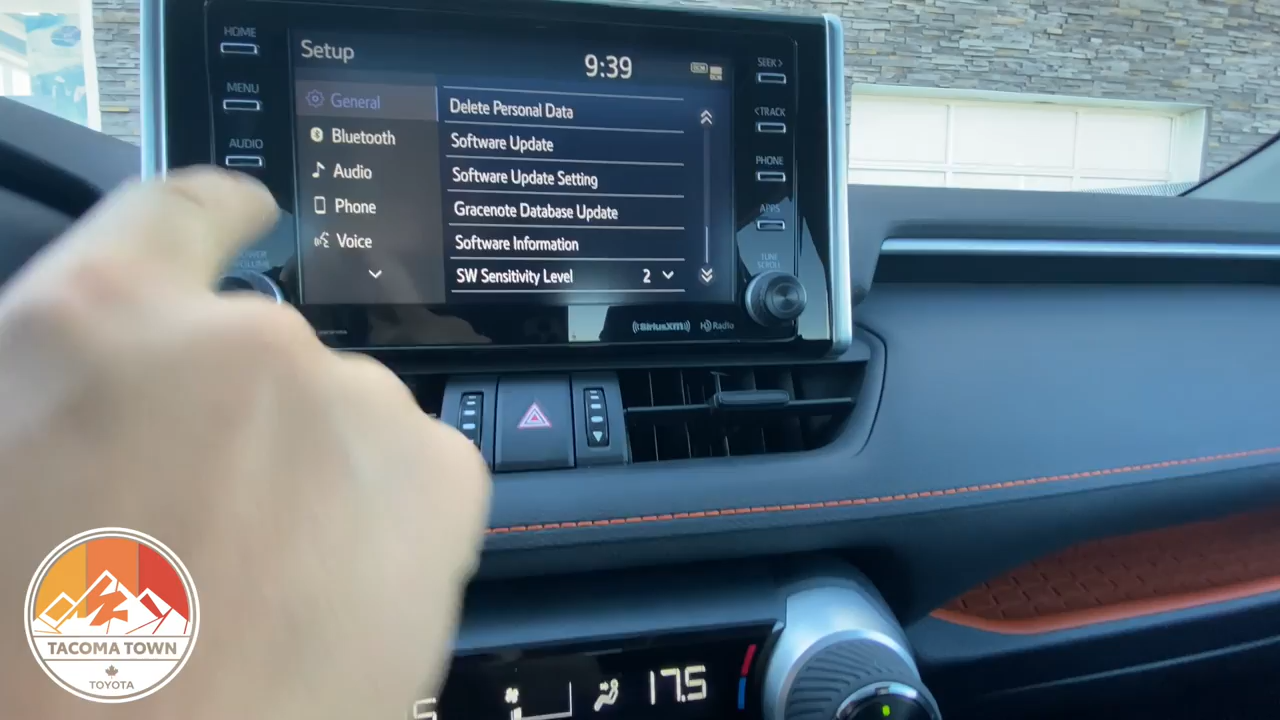 HOME
MENU
AUDIO
Setup
9:39
General
Bluetooth
Audio
Phone
Voice
Delete Personal Data
Software Update
Software Update Setting
Gracenote Database Update
Software Information
SW Sensitivity Level 2
SEEK >
< TRACK
PHONE
APPS
TUNE
SCROLL
VOLUME
((SiriusXM))
HD Radio
17.5
TACOMA TOWN
TOYOTA